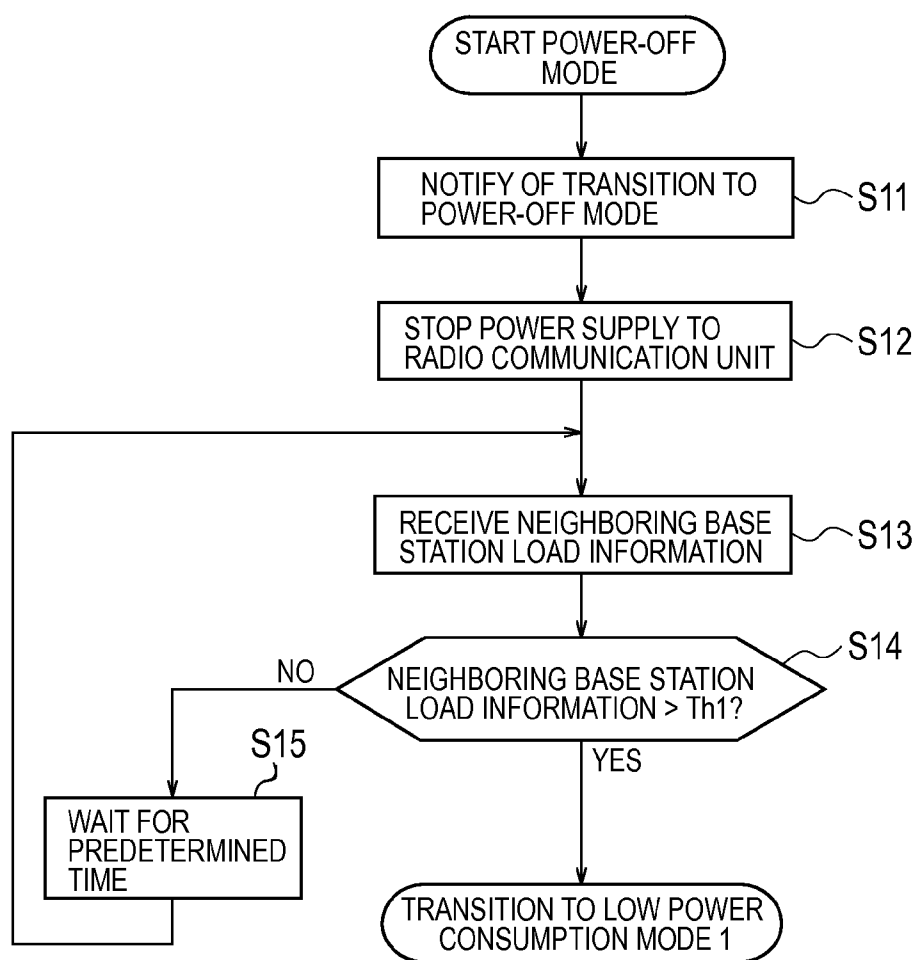 START POWER-OFF
MODE
NOTIFY OF TRANSITION TO
POWER-OFF MODE
S11
STOP POWER SUPPLY TO
RADIO COMMUNICATION UNIT
S12
RECEIVE NEIGHBORING BASE
STATION LOAD INFORMATION
S13
S14
NEIGHBORING BASE STATION
LOAD INFORMATION > Th1?
NO
YES
S15
WAIT FOR
PREDETERMINED
TIME
TRANSITION TO LOW POWER
CONSUMPTION MODE 1